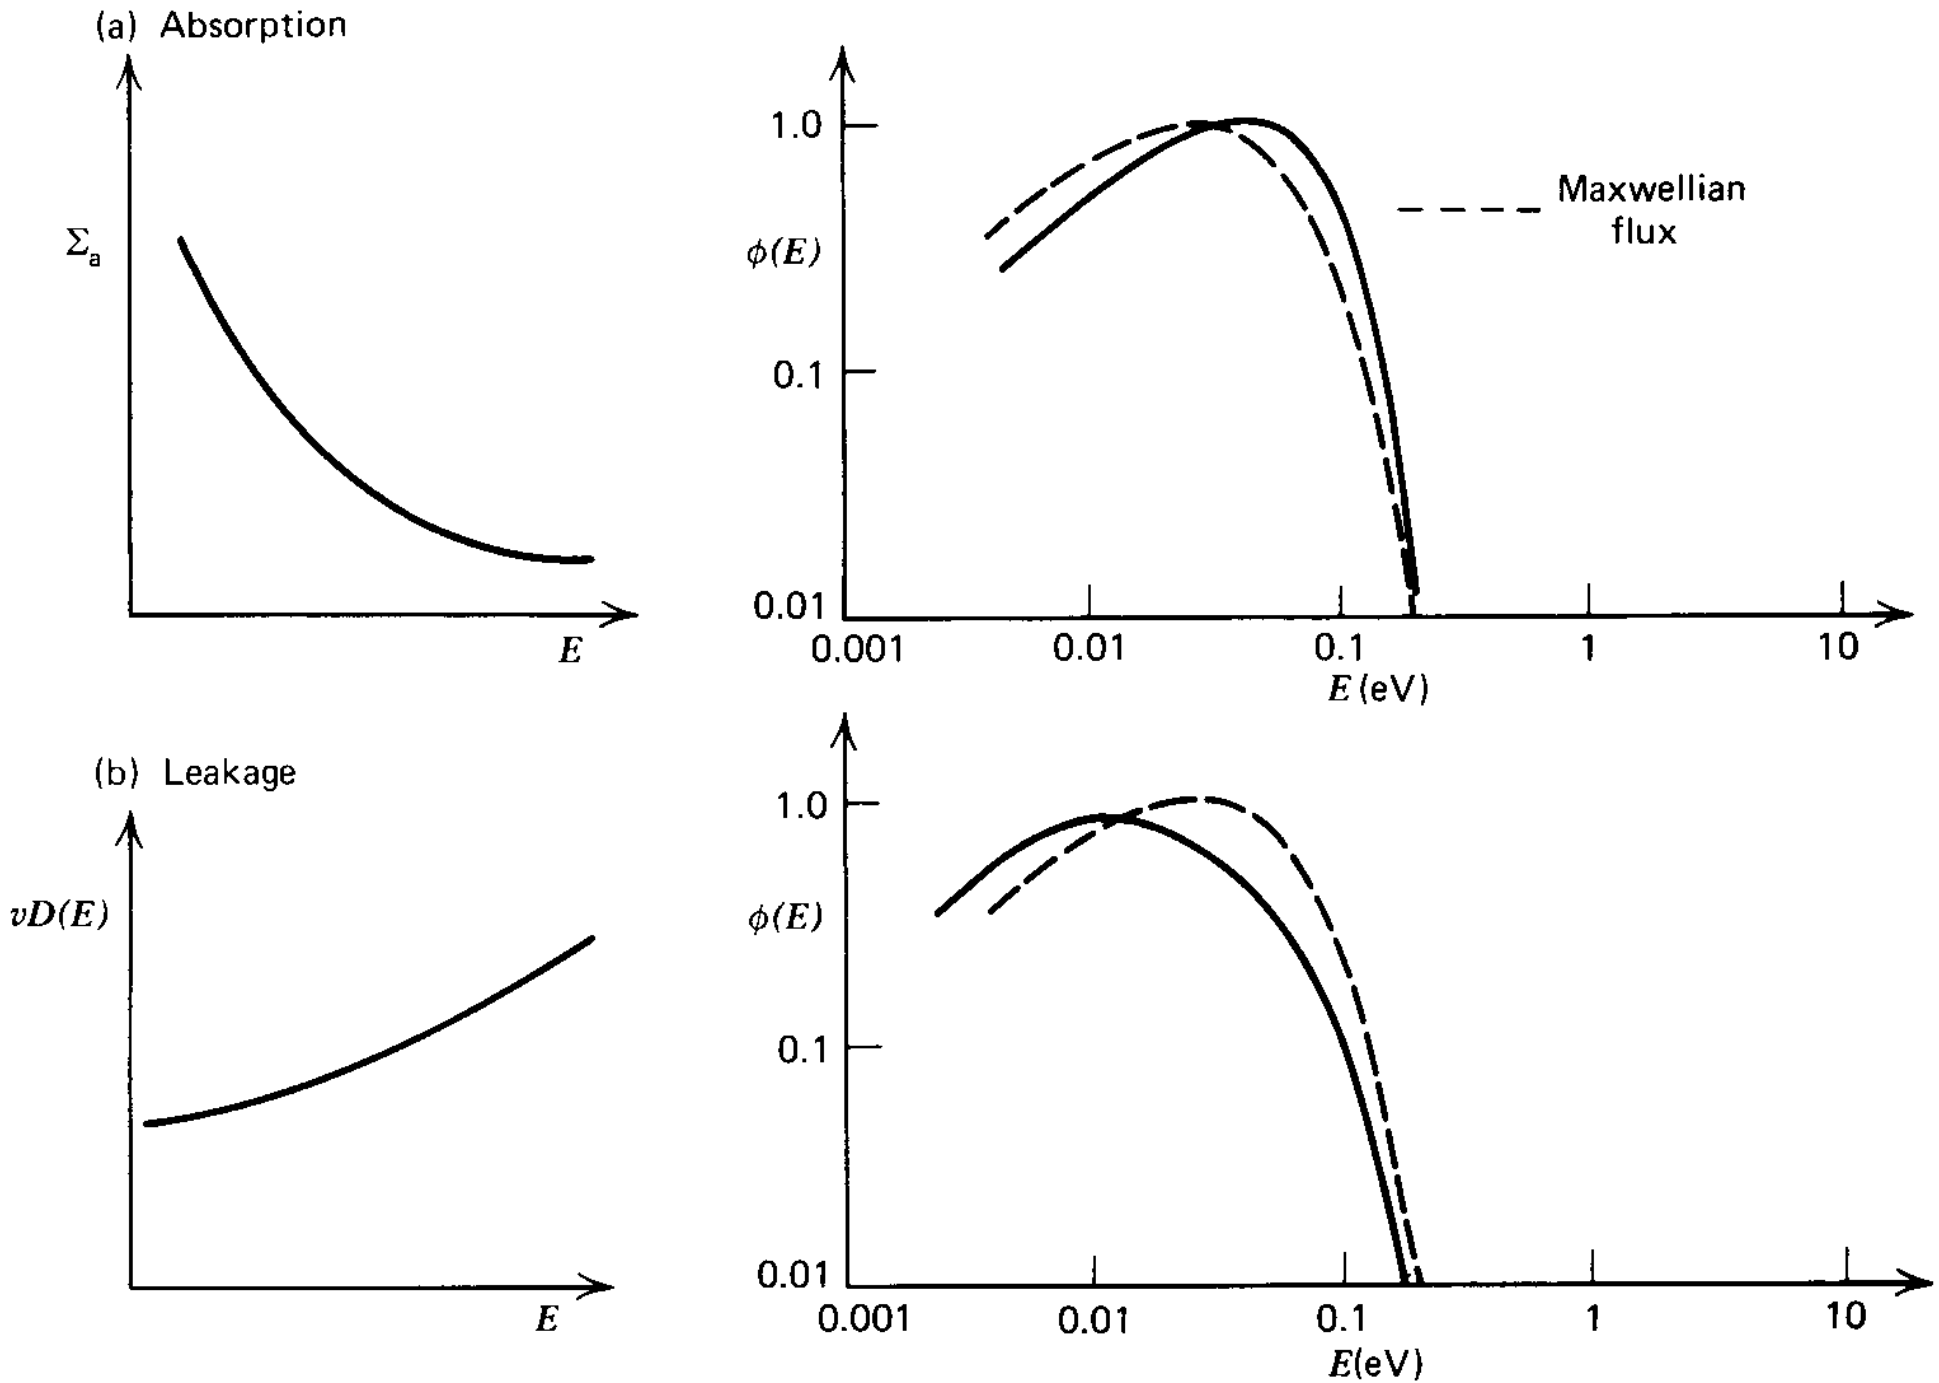 (a) Absorption
Σa
E
1.0
ϕ(E)
0.1
0.01
0.001 0.01 0.1 1 10
E (eV)
Maxwellian
flux
(b) Leakage
vD(E)
E
1.0
ϕ(E)
0.1
0.01
0.001 0.01 0.1 1 10
E(eV)